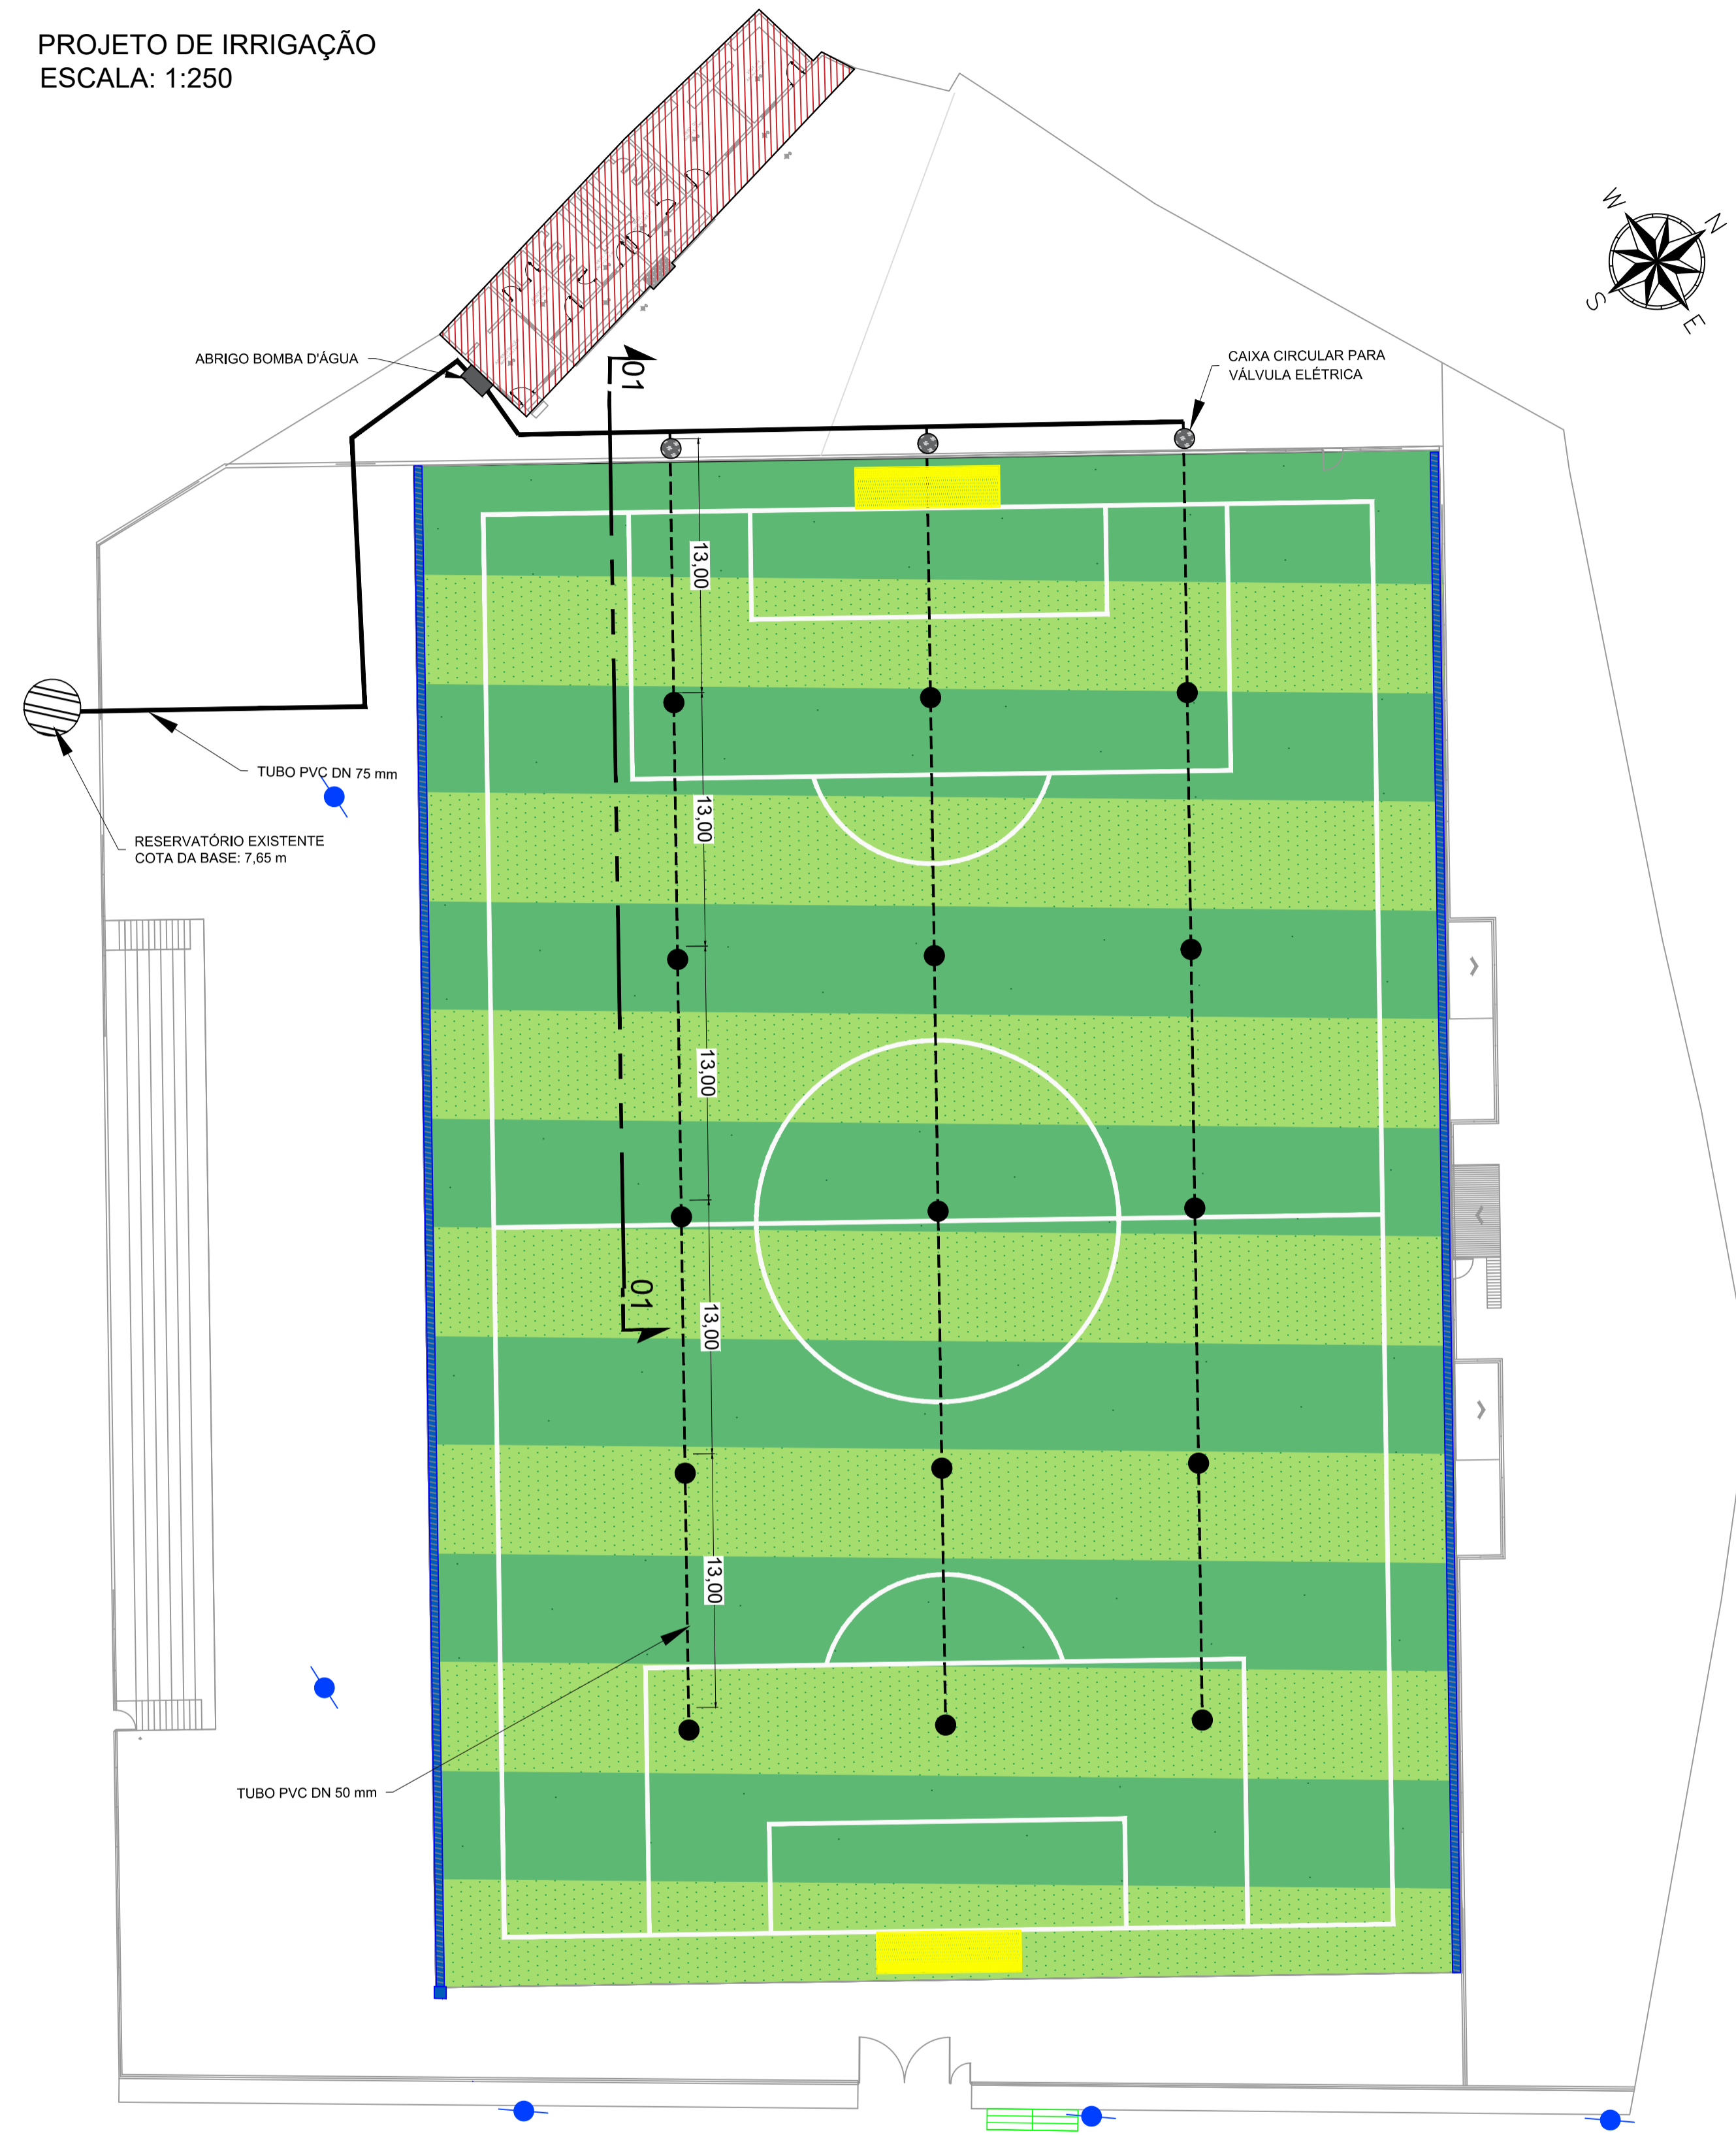 PROJETO DE IRRIGAÇÃO
ESCALA: 1:250
W
N
S
E
ABRIGO BOMBA D'ÁGUA
01
CAIXA CIRCULAR PARA
VÁLVULA ELÉTRICA
13,00
TUBO PVC DN 75 mm
13,00
RESERVATÓRIO EXISTENTE
COTA DA BASE: 7,65 m
13,00
01
13,00
13,00
TUBO PVC DN 50 mm